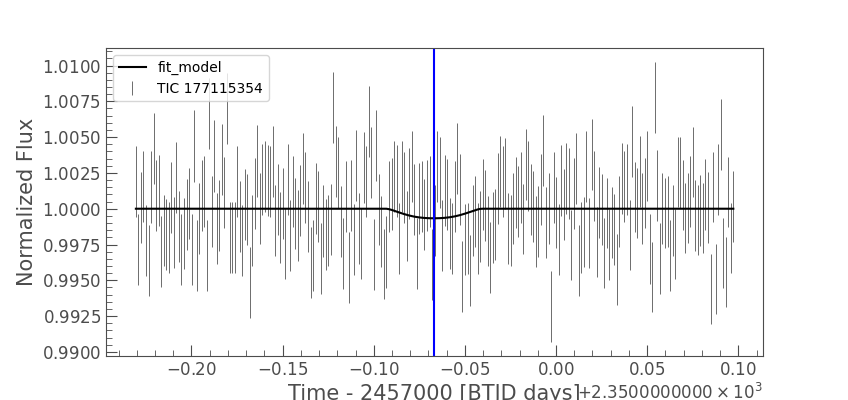 fit_model
TIC 177115354
Normalized Flux
1.0100
1.0075
1.0050
1.0025
1.0000
0.9975
0.9950
0.9925
0.9900
−0.20 −0.15 −0.10 −0.05 0.00 0.05 0.10
Time - 2457000 [BTJD days]
+2.3500000000 × 10³